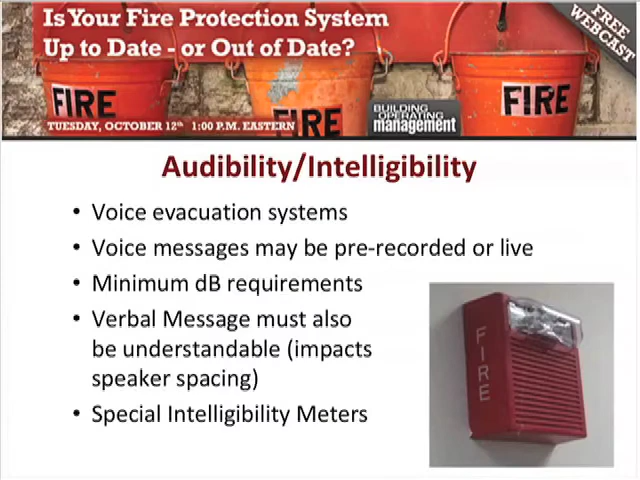 Is Your Fire Protection System
Up to Date - or Out of Date?
FREE
WEBCAST
FIRE
FIRE
FIRE
TUESDAY, OCTOBER 12th 1:00 P.M. EASTERN
BUILDING
OPERATING
management
Audibility/Intelligibility
• Voice evacuation systems
• Voice messages may be pre-recorded or live
• Minimum dB requirements
• Verbal Message must also
be understandable (impacts
speaker spacing)
• Special Intelligibility Meters
FIRE